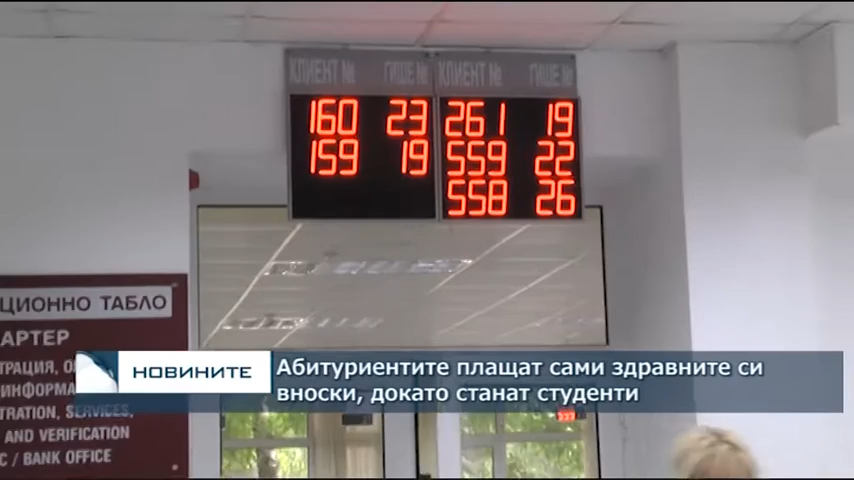 КЛИЕНТ № ГИШЕ № КЛИЕНТ № ГИШЕ №
160 23 261 19
159 19 559 22
558 26
ЦИОННО ТАБЛО
АРТЕР
ТРАЦИЯ,
ИНФОРМА
TRATION, SERVICES,
AND VERIFICATION
/ BANK OFFICE
НОВИНИТЕ
Абитуриентите плащат сами здравните си
вноски, докато станат студенти